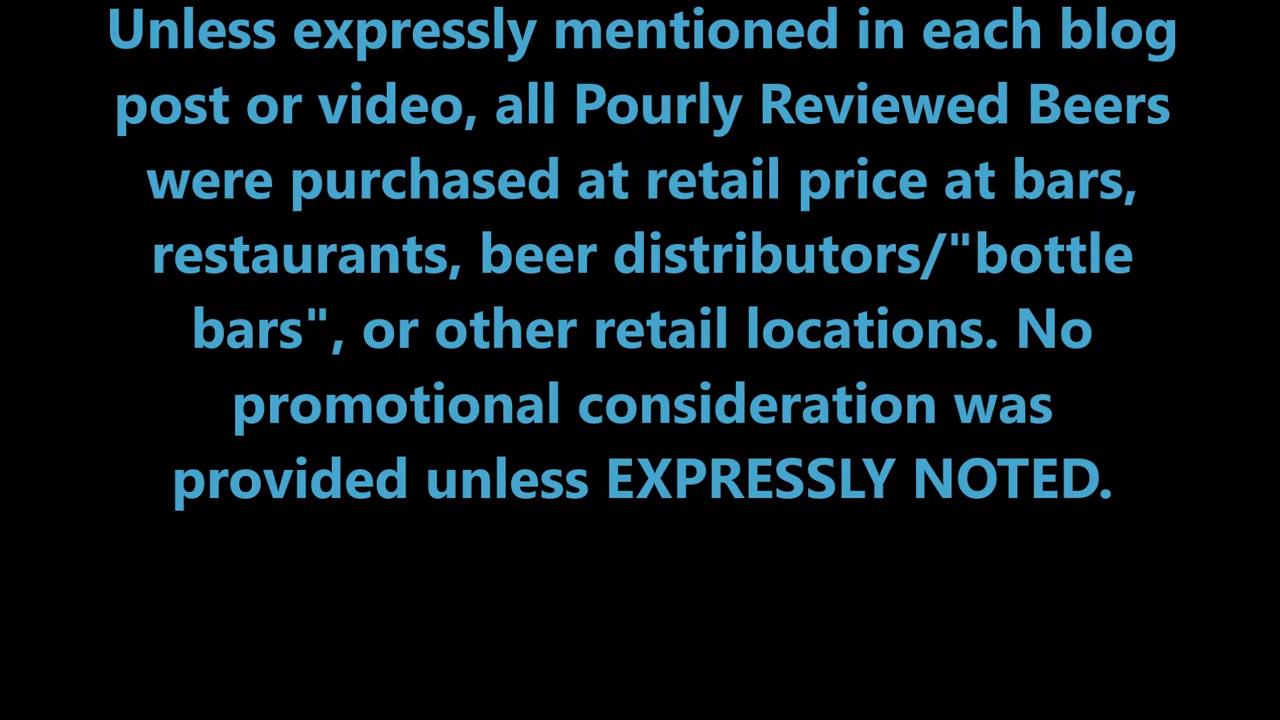 Unless expressly mentioned in each blog
post or video, all Pourly Reviewed Beers
were purchased at retail price at bars,
restaurants, beer distributors/"bottle
bars", or other retail locations. No
promotional consideration was
provided unless EXPRESSLY NOTED.